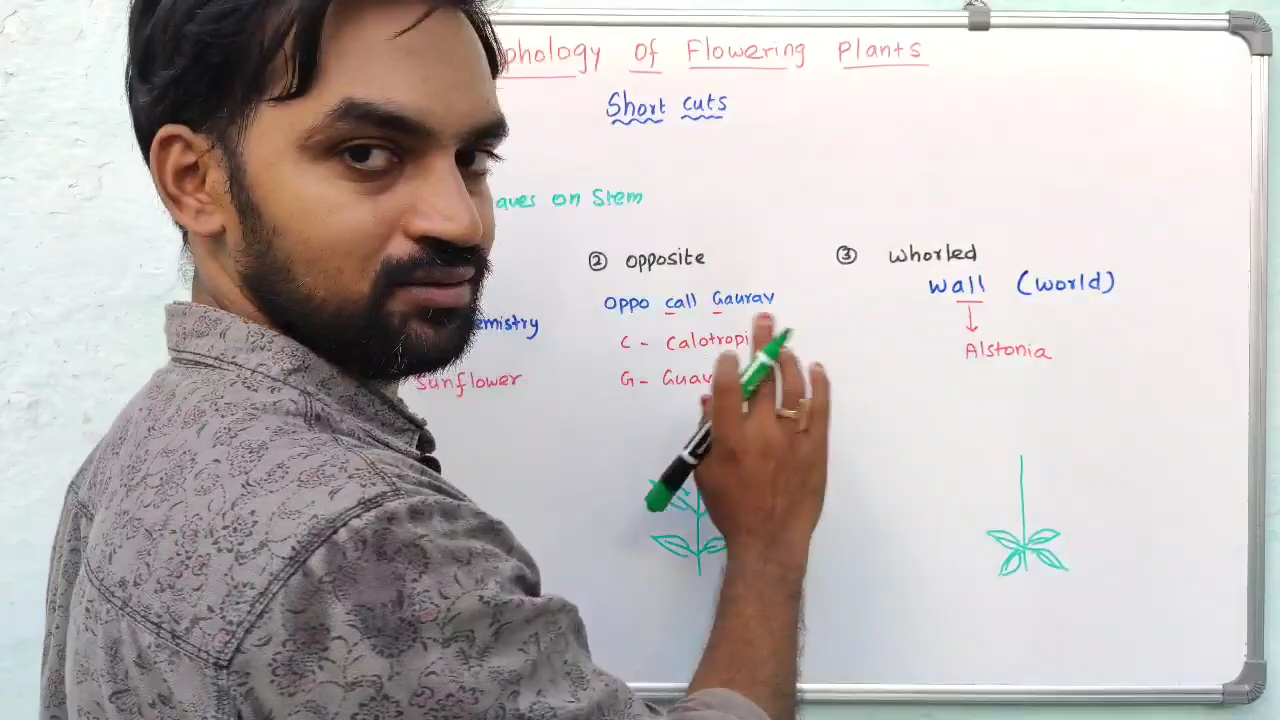 phology of Flowering Plants
Short cuts
aves on Stem
② opposite
③ whorled
oppo call Gaurav
wall (world)
emistry
C - Calotropi
Alstonia
Sunflower
G - Guav